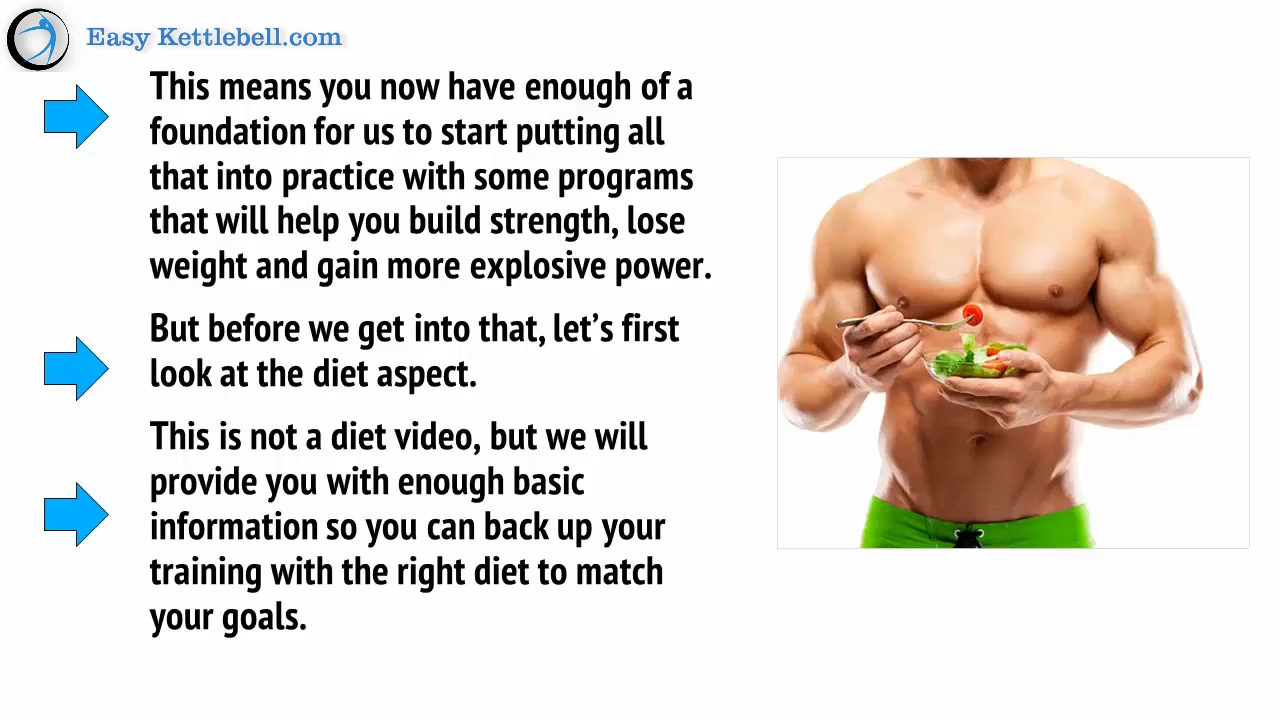 Easy Kettlebell.com
This means you now have enough of a
foundation for us to start putting all
that into practice with some programs
that will help you build strength, lose
weight and gain more explosive power.
But before we get into that, let’s first
look at the diet aspect.
This is not a diet video, but we will
provide you with enough basic
information so you can back up your
training with the right diet to match
your goals.